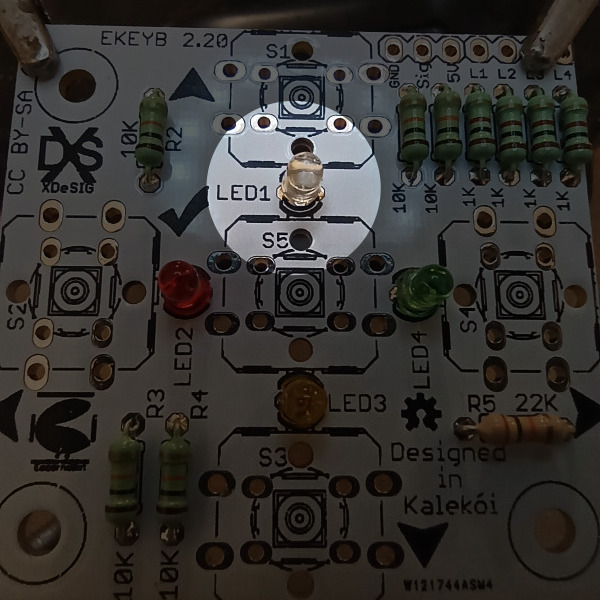 EKEYB 2.20
S1
GND
Sig
5V
L1
L2
L3
L4
CC BY-SA
10K
R2
XDeSIG
10K
10K
1K
1K
1K
1K
LED1
S5
S2
S4
LED2
LED4
LED3
R3
R4
R5 22K
S3
Designed
in
Kalekói
10K
10K
W121744ASM4